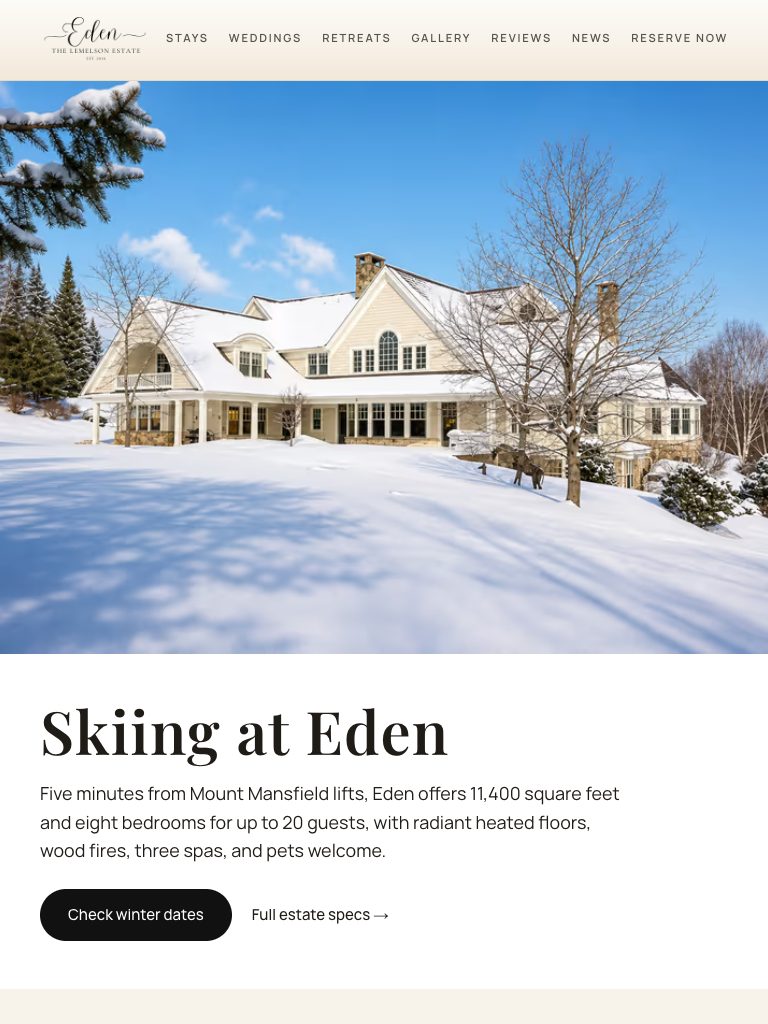 Eden
THE LEMELSON ESTATE
STAYS WEDDINGS RETREATS GALLERY REVIEWS NEWS RESERVE NOW
Skiing at Eden
Five minutes from Mount Mansfield lifts, Eden offers 11,400 square feet
and eight bedrooms for up to 20 guests, with radiant heated floors,
wood fires, three spas, and pets welcome.
Check winter dates Full estate specs →